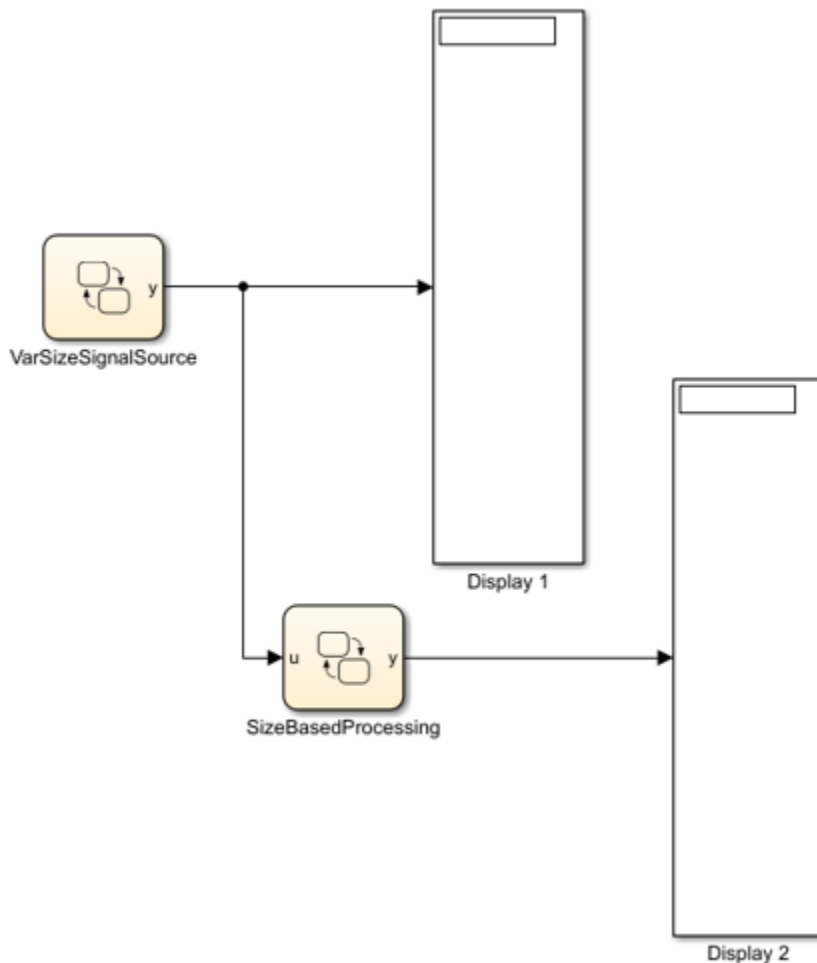 y
VarSizeSignalSource
Display 1
u
y
SizeBasedProcessing
Display 2